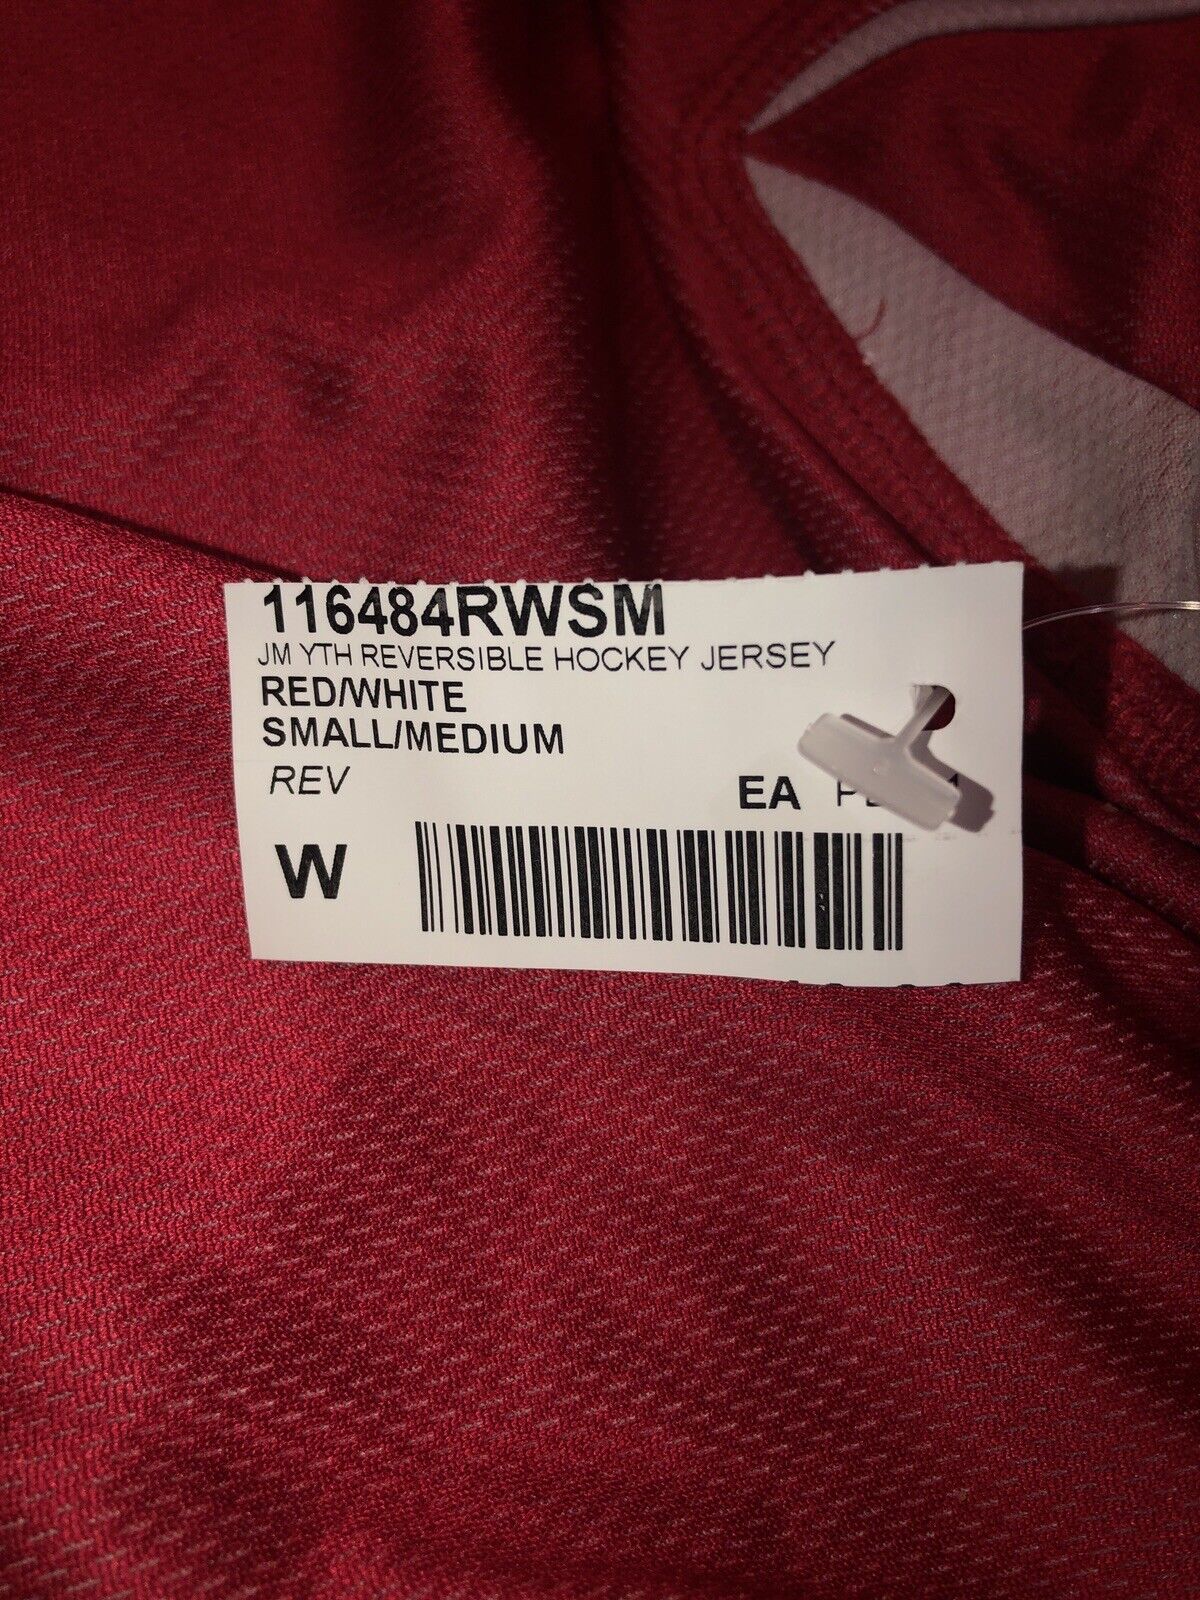 116484RWSM
JM YTH REVERSIBLE HOCKEY JERSEY
RED/WHITE
SMALL/MEDIUM
REV
EA
W